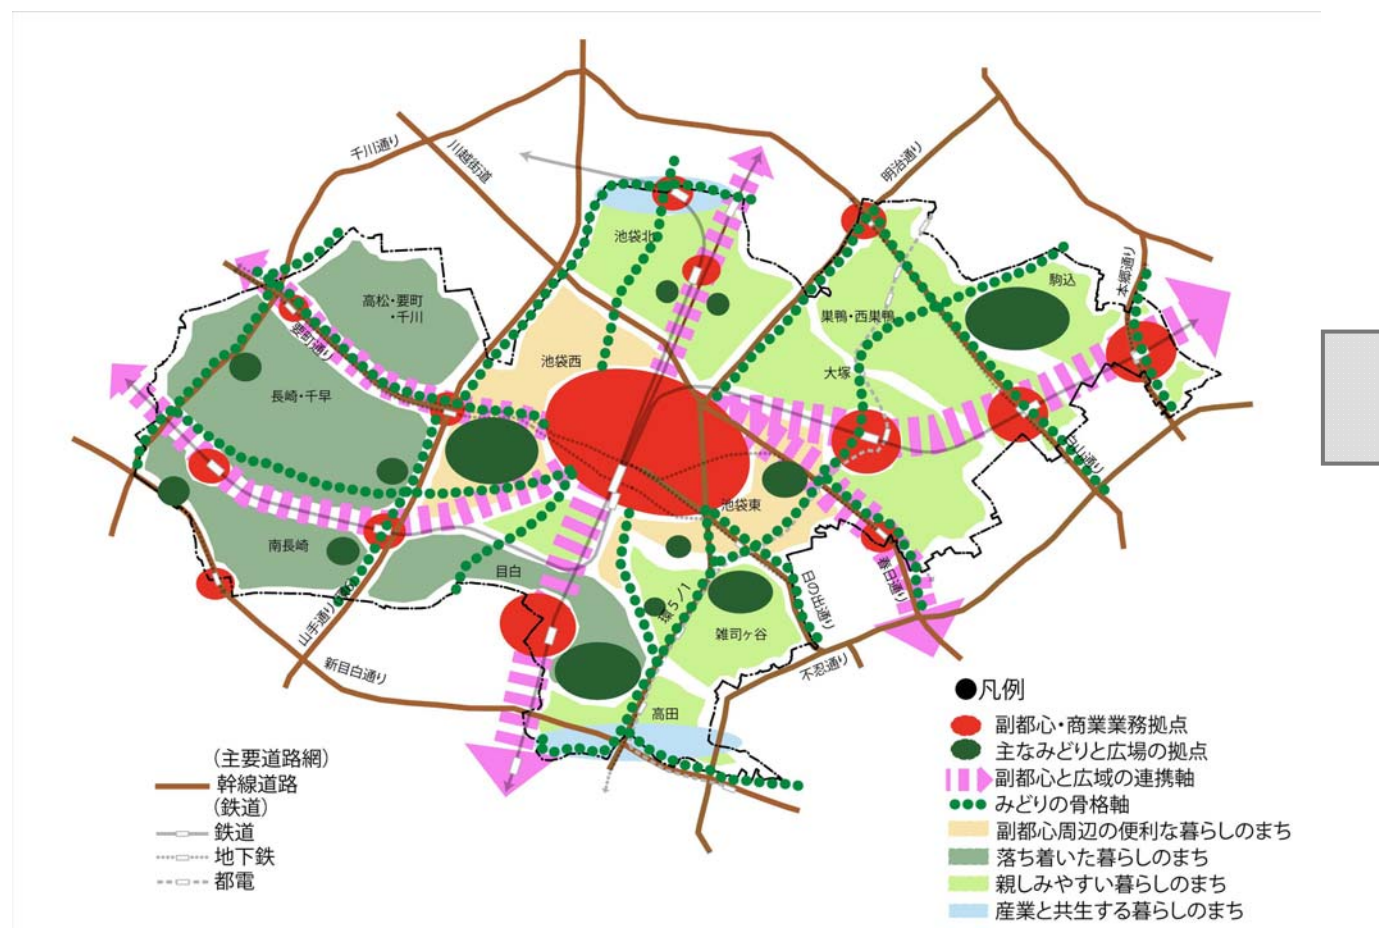 千川通り
川越街道
明治通り
池袋北
本郷通り
駒込
高松・要町
・千川
巣鴨・西巣鴨
要町通り
池袋西
大塚
長崎・千早
白山通り
池袋東
南長崎
目白
春日通り
日の出通り
環5ノ1
山手通り
雑司ヶ谷
新目白通り
不忍通り
高田
●凡例
副都心・商業業務拠点
主なみどりと広場の拠点
副都心と広域の連携軸
みどりの骨格軸
副都心周辺の便利な暮らしのまち
落ち着いた暮らしのまち
親しみやすい暮らしのまち
産業と共生する暮らしのまち
(主要道路網)
幹線道路
(鉄道)
鉄道
地下鉄
都電